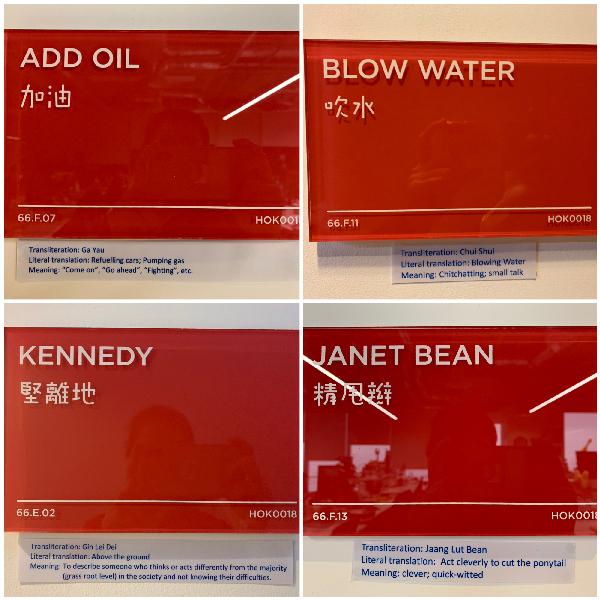 ADD OIL
加油
66.F.07
HOK001
Transliteration: Ga Yau
Literal translation: Refuelling cars; Pumping gas
Meaning: "Come on", "Go ahead", "Fighting", etc.
BLOW WATER
吹水
66.F.11
HOK0018
Transliteration: Chui Shui
Literal translation: Blowing Water
Meaning: Chitchatting; small talk
KENNEDY
堅離地
66.E.02
HOK0018
Transliteration: Gin Lei Dei
Literal translation: Above the ground
Meaning: To describe someone who thinks or acts differently from the majority
(grass root level) in the society and not knowing their difficulties.
JANET BEAN
精甩辮
66.F.13
HOK0018
Transliteration: Jaang Lut Bean
Literal translation: Act cleverly to cut the ponytail
Meaning: clever; quick-witted